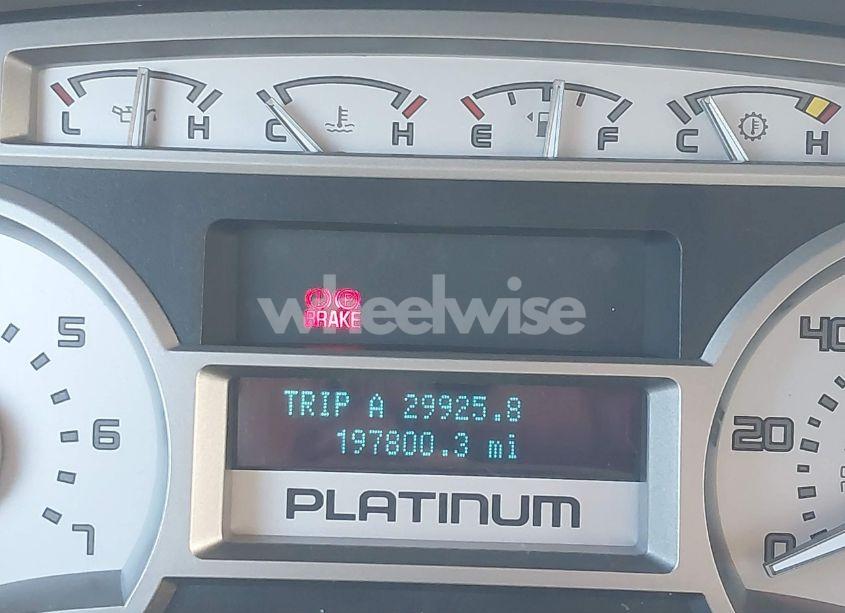 L H C H E F C H
wheelwise
BRAKE
5
6
7
40
20
0
TRIP A 29925.8
197800.3 mi
PLATINUM